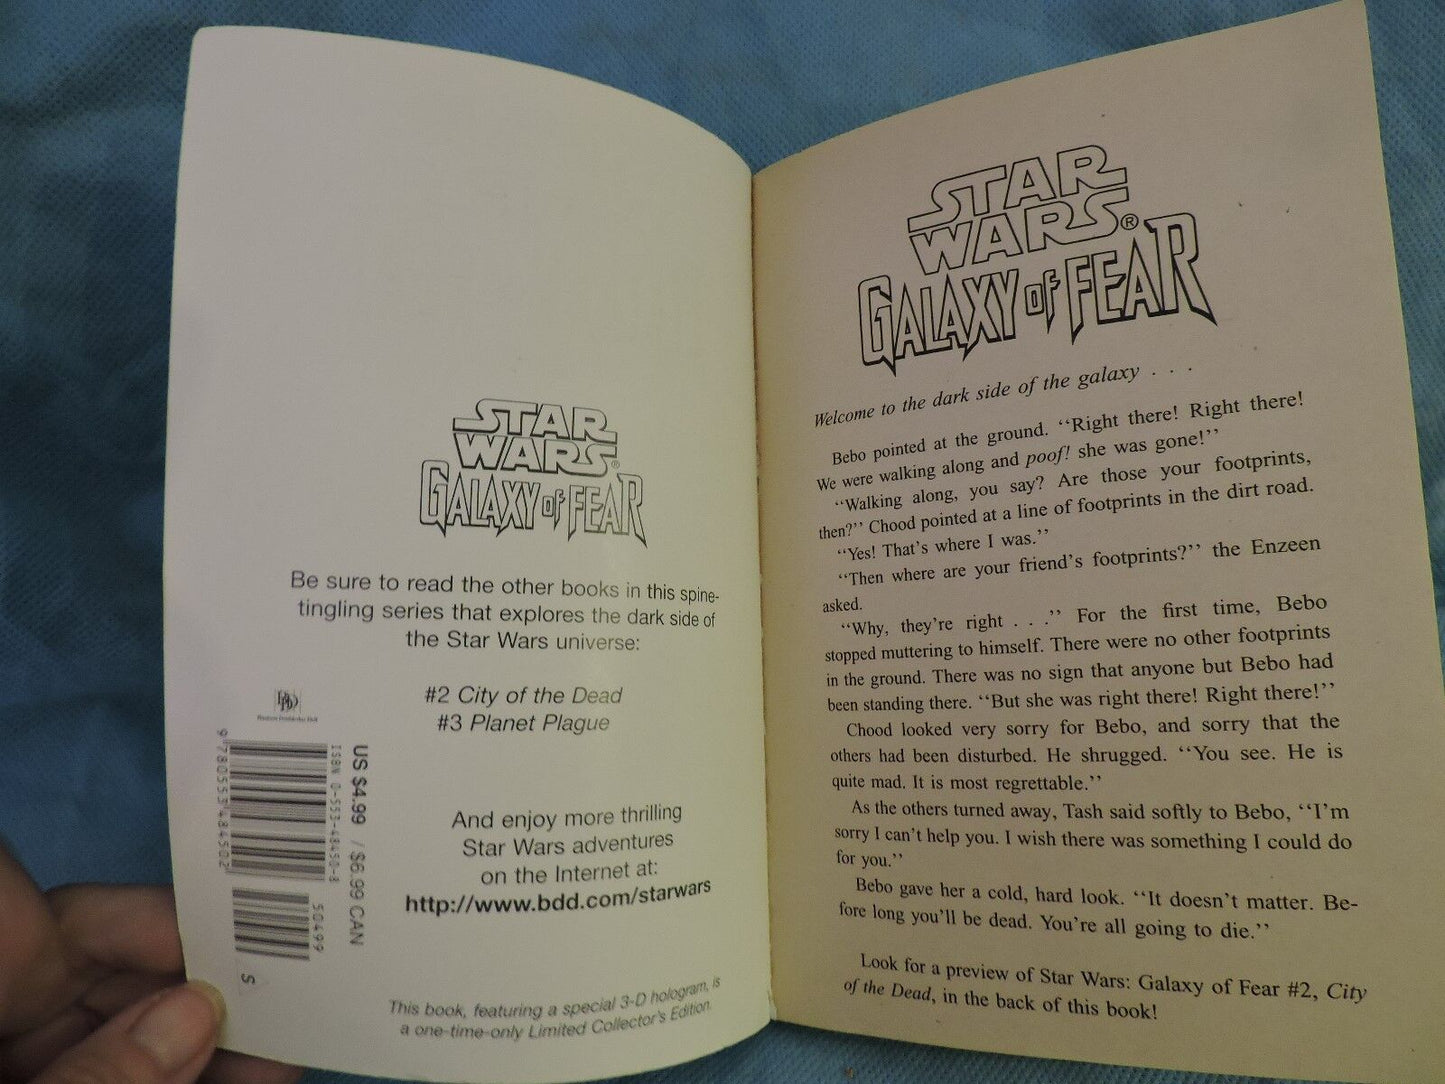 STAR
WARS®
GALAXY OF FEAR
Be sure to read the other books in this spine-
tingling series that explores the dark side of
the Star Wars universe:
#2 City of the Dead
#3 Planet Plague
BDD
US $4.99 / $6.99 CAN
ISBN 0-553-48450-8
9 780553 484502
50499
S
And enjoy more thrilling
Star Wars adventures
on the Internet at:
http://www.bdd.com/starwars
This book, featuring a special 3-D hologram, is
a one-time-only Limited Collector's Edition.
STAR
WARS®
GALAXY OF FEAR
Welcome to the dark side of the galaxy . . .
Bebo pointed at the ground. ‘‘Right there! Right there!
We were walking along and poof! she was gone!’’
‘‘Walking along, you say? Are those your footprints,
then?’’ Chood pointed at a line of footprints in the dirt road.
‘‘Yes! That’s where I was.’’
‘‘Then where are your friend’s footprints?’’ the Enzeen
asked.
‘‘Why, they’re right . . .’’ For the first time, Bebo
stopped muttering to himself. There were no other footprints
in the ground. There was no sign that anyone but Bebo had
been standing there. ‘‘But she was right there! Right there!’’
Chood looked very sorry for Bebo, and sorry that the
others had been disturbed. He shrugged. ‘‘You see. He is
quite mad. It is most regrettable.’’
As the others turned away, Tash said softly to Bebo, ‘‘I’m
sorry I can’t help you. I wish there was something I could do
for you.’’
Bebo gave her a cold, hard look. ‘‘It doesn’t matter. Be-
fore long you’ll be dead. You’re all going to die.’’
Look for a preview of Star Wars: Galaxy of Fear #2, City
of the Dead, in the back of this book!